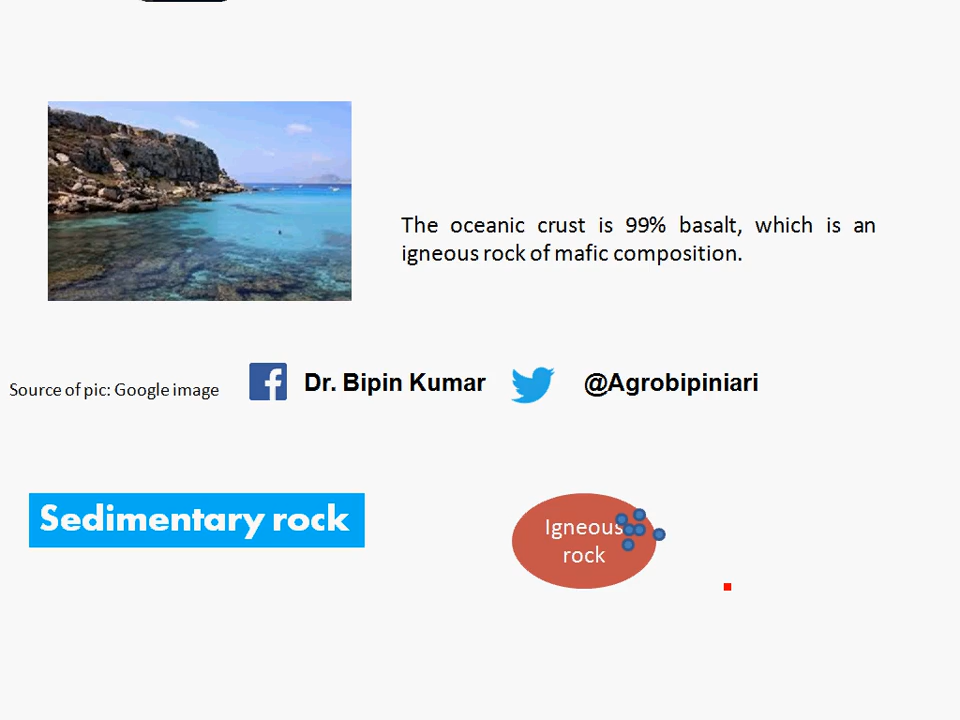 The oceanic crust is 99% basalt, which is an
igneous rock of mafic composition.
Source of pic: Google image
Dr. Bipin Kumar
@Agrobipiniari
Sedimentary rock
Igneous
rock